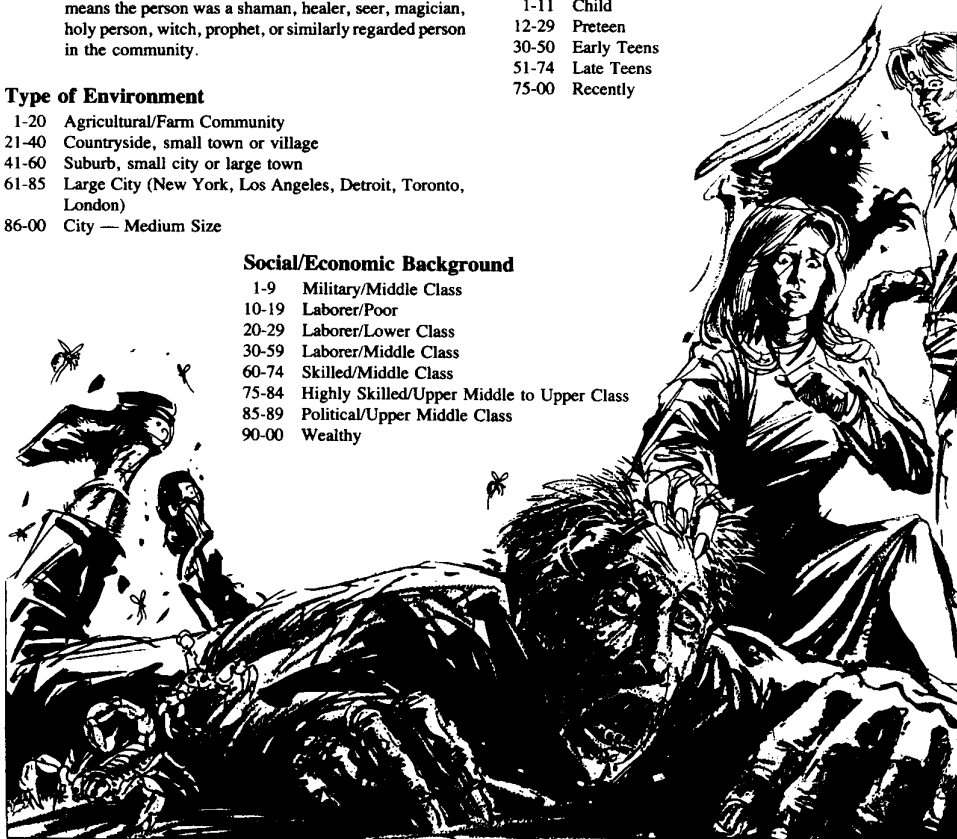 means the person was a shaman, healer, seer, magician,
holy person, witch, prophet, or similarly regarded person
in the community.
Type of Environment
1-20 Agricultural/Farm Community
21-40 Countryside, small town or village
41-60 Suburb, small city or large town
61-85 Large City (New York, Los Angeles, Detroit, Toronto,
London)
86-00 City — Medium Size
1-11 Child
12-29 Preteen
30-50 Early Teens
51-74 Late Teens
75-00 Recently
Social/Economic Background
1-9 Military/Middle Class
10-19 Laborer/Poor
20-29 Laborer/Lower Class
30-59 Laborer/Middle Class
60-74 Skilled/Middle Class
75-84 Highly Skilled/Upper Middle to Upper Class
85-89 Political/Upper Middle Class
90-00 Wealthy